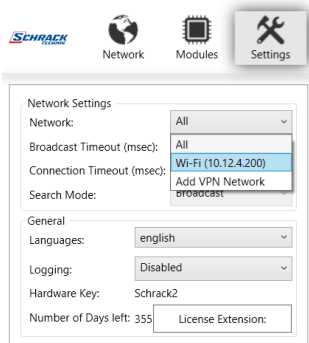 SCHRACK
TECHNIK
Network
Modules
Settings
Network Settings
Network: All
Broadcast Timeout (msec): All
Connection Timeout (msec): Wi-Fi (10.12.4.200)
Add VPN Network
Search Mode: Broadcast
General
Languages: english
Logging: Disabled
Hardware Key: Schrack2
Number of Days left: 355 License Extension: